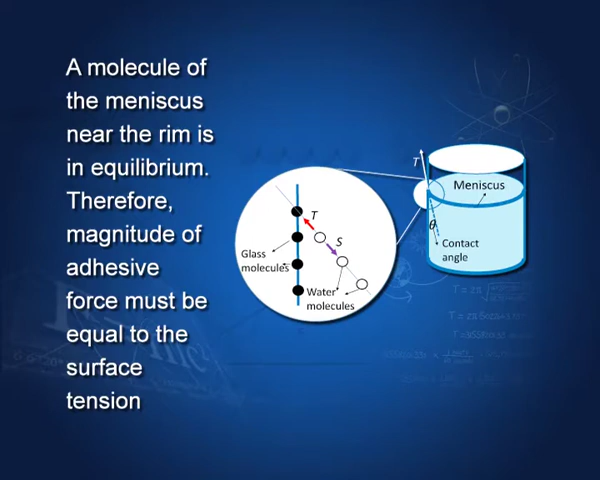 A molecule of
the meniscus
near the rim is
in equilibrium.
Therefore,
magnitude of
adhesive
force must be
equal to the
surface
tension
T
S
Glass
molecules
Water
molecules
T
Meniscus
θ
Contact
angle